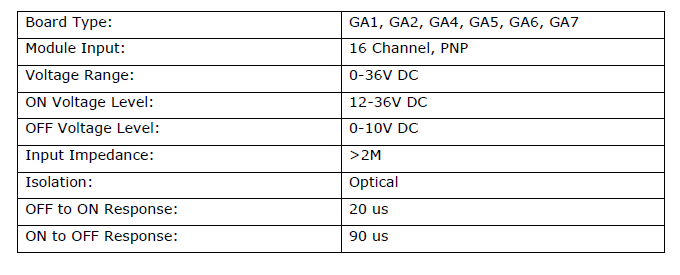 Board Type: GA1, GA2, GA4, GA5, GA6, GA7
Module Input: 16 Channel, PNP
Voltage Range: 0-36V DC
ON Voltage Level: 12-36V DC
OFF Voltage Level: 0-10V DC
Input Impedance: >2M
Isolation: Optical
OFF to ON Response: 20 us
ON to OFF Response: 90 us